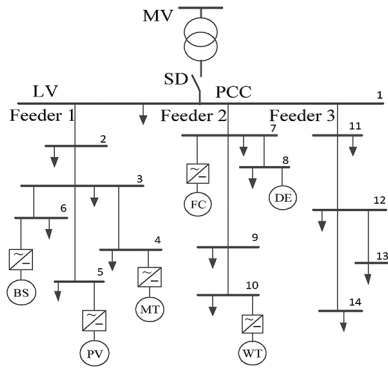 MV
SD
LV PCC 1
Feeder 1 Feeder 2 Feeder 3
7 11
2 8
3 FC DE
6 12
4 9
5 13
BS MT 10
14
PV WT